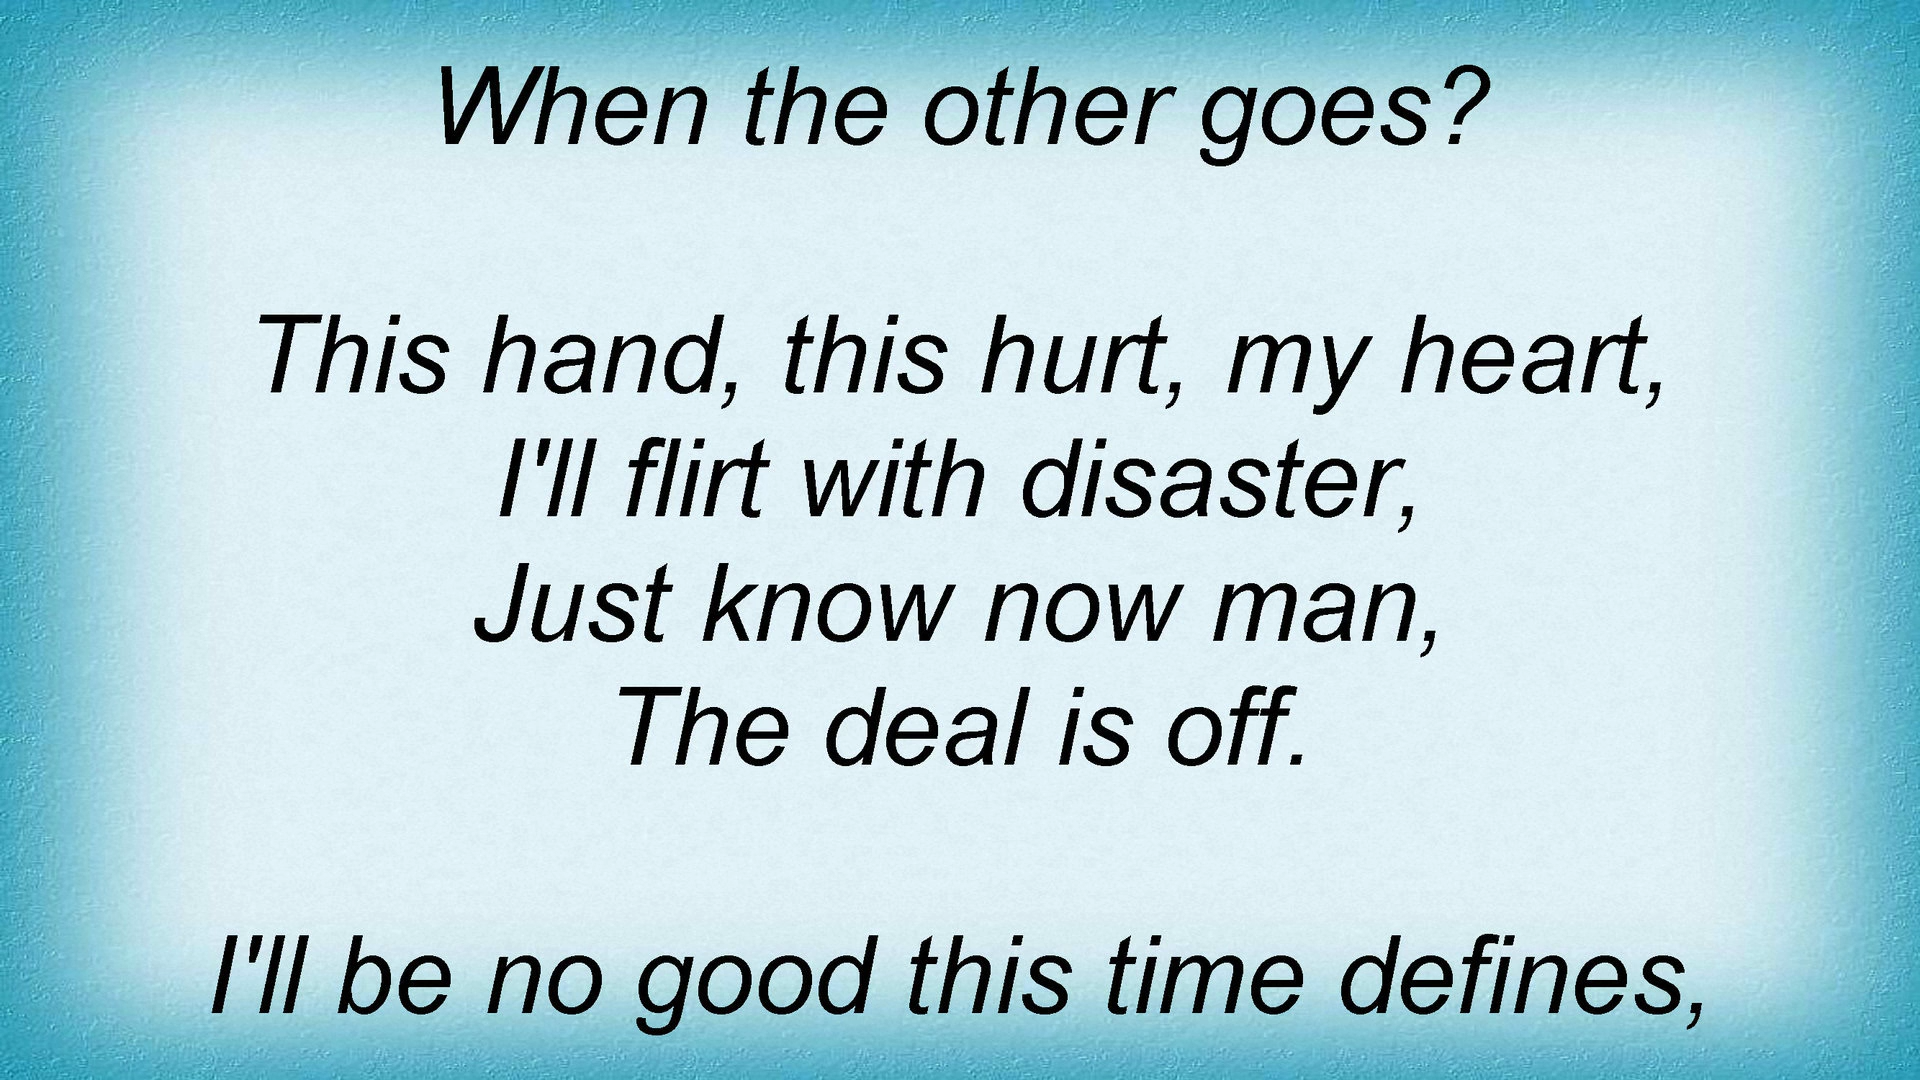 When the other goes?
This hand, this hurt, my heart,
I'll flirt with disaster,
Just know now man,
The deal is off.
I'll be no good this time defines,